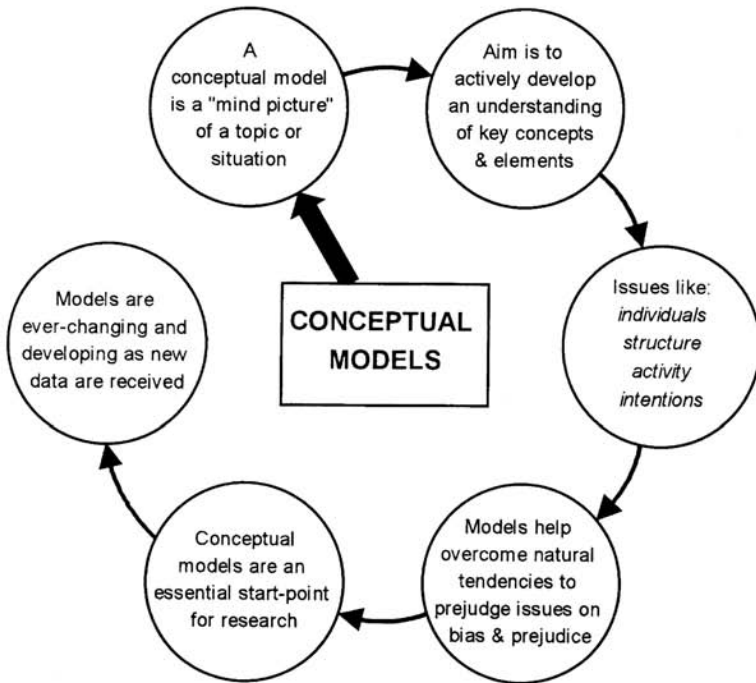 A
conceptual model
is a "mind picture"
of a topic or
situation
Aim is to
actively develop
an understanding
of key concepts
& elements
Issues like:
individuals
structure
activity
intentions
Models help
overcome natural
tendencies to
prejudge issues on
bias & prejudice
Conceptual
models are an
essential start-point
for research
Models are
ever-changing and
developing as new
data are received
CONCEPTUAL
MODELS